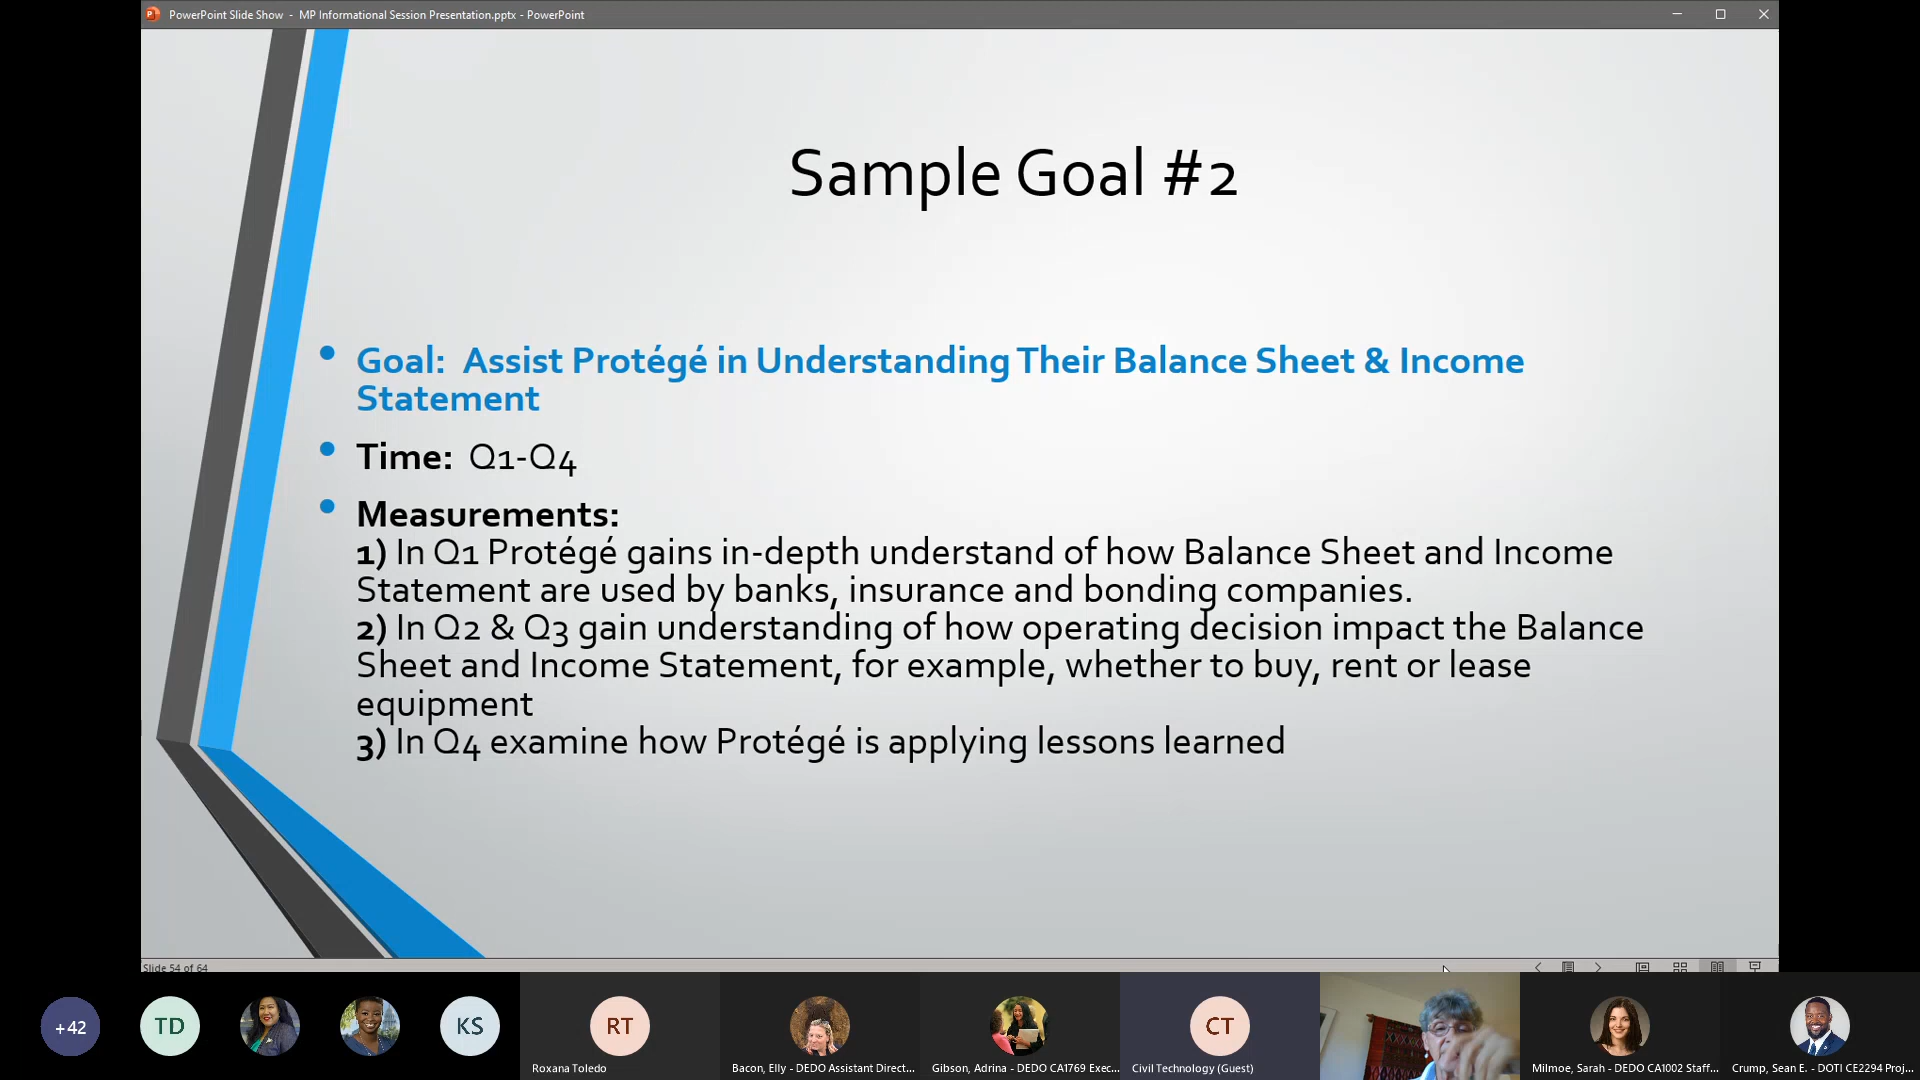 PowerPoint Slide Show - MP Informational Session Presentation.pptx - PowerPoint
Sample Goal #2
Goal: Assist Protégé in Understanding Their Balance Sheet & Income
Statement
Time: Q1-Q4
Measurements:
1) In Q1 Protégé gains in-depth understand of how Balance Sheet and Income
Statement are used by banks, insurance and bonding companies.
2) In Q2 & Q3 gain understanding of how operating decision impact the Balance
Sheet and Income Statement, for example, whether to buy, rent or lease
equipment
3) In Q4 examine how Protégé is applying lessons learned
Slide 54 of 64
+42
TD
KS
RT
CT
Roxana Toledo
Bacon, Elly - DEDO Assistant Direct...
Gibson, Adrina - DEDO CA1769 Exec...
Civil Technology (Guest)
Milmoe, Sarah - DEDO CA1002 Staff...
Crump, Sean E. - DOTI CE2294 Proj...